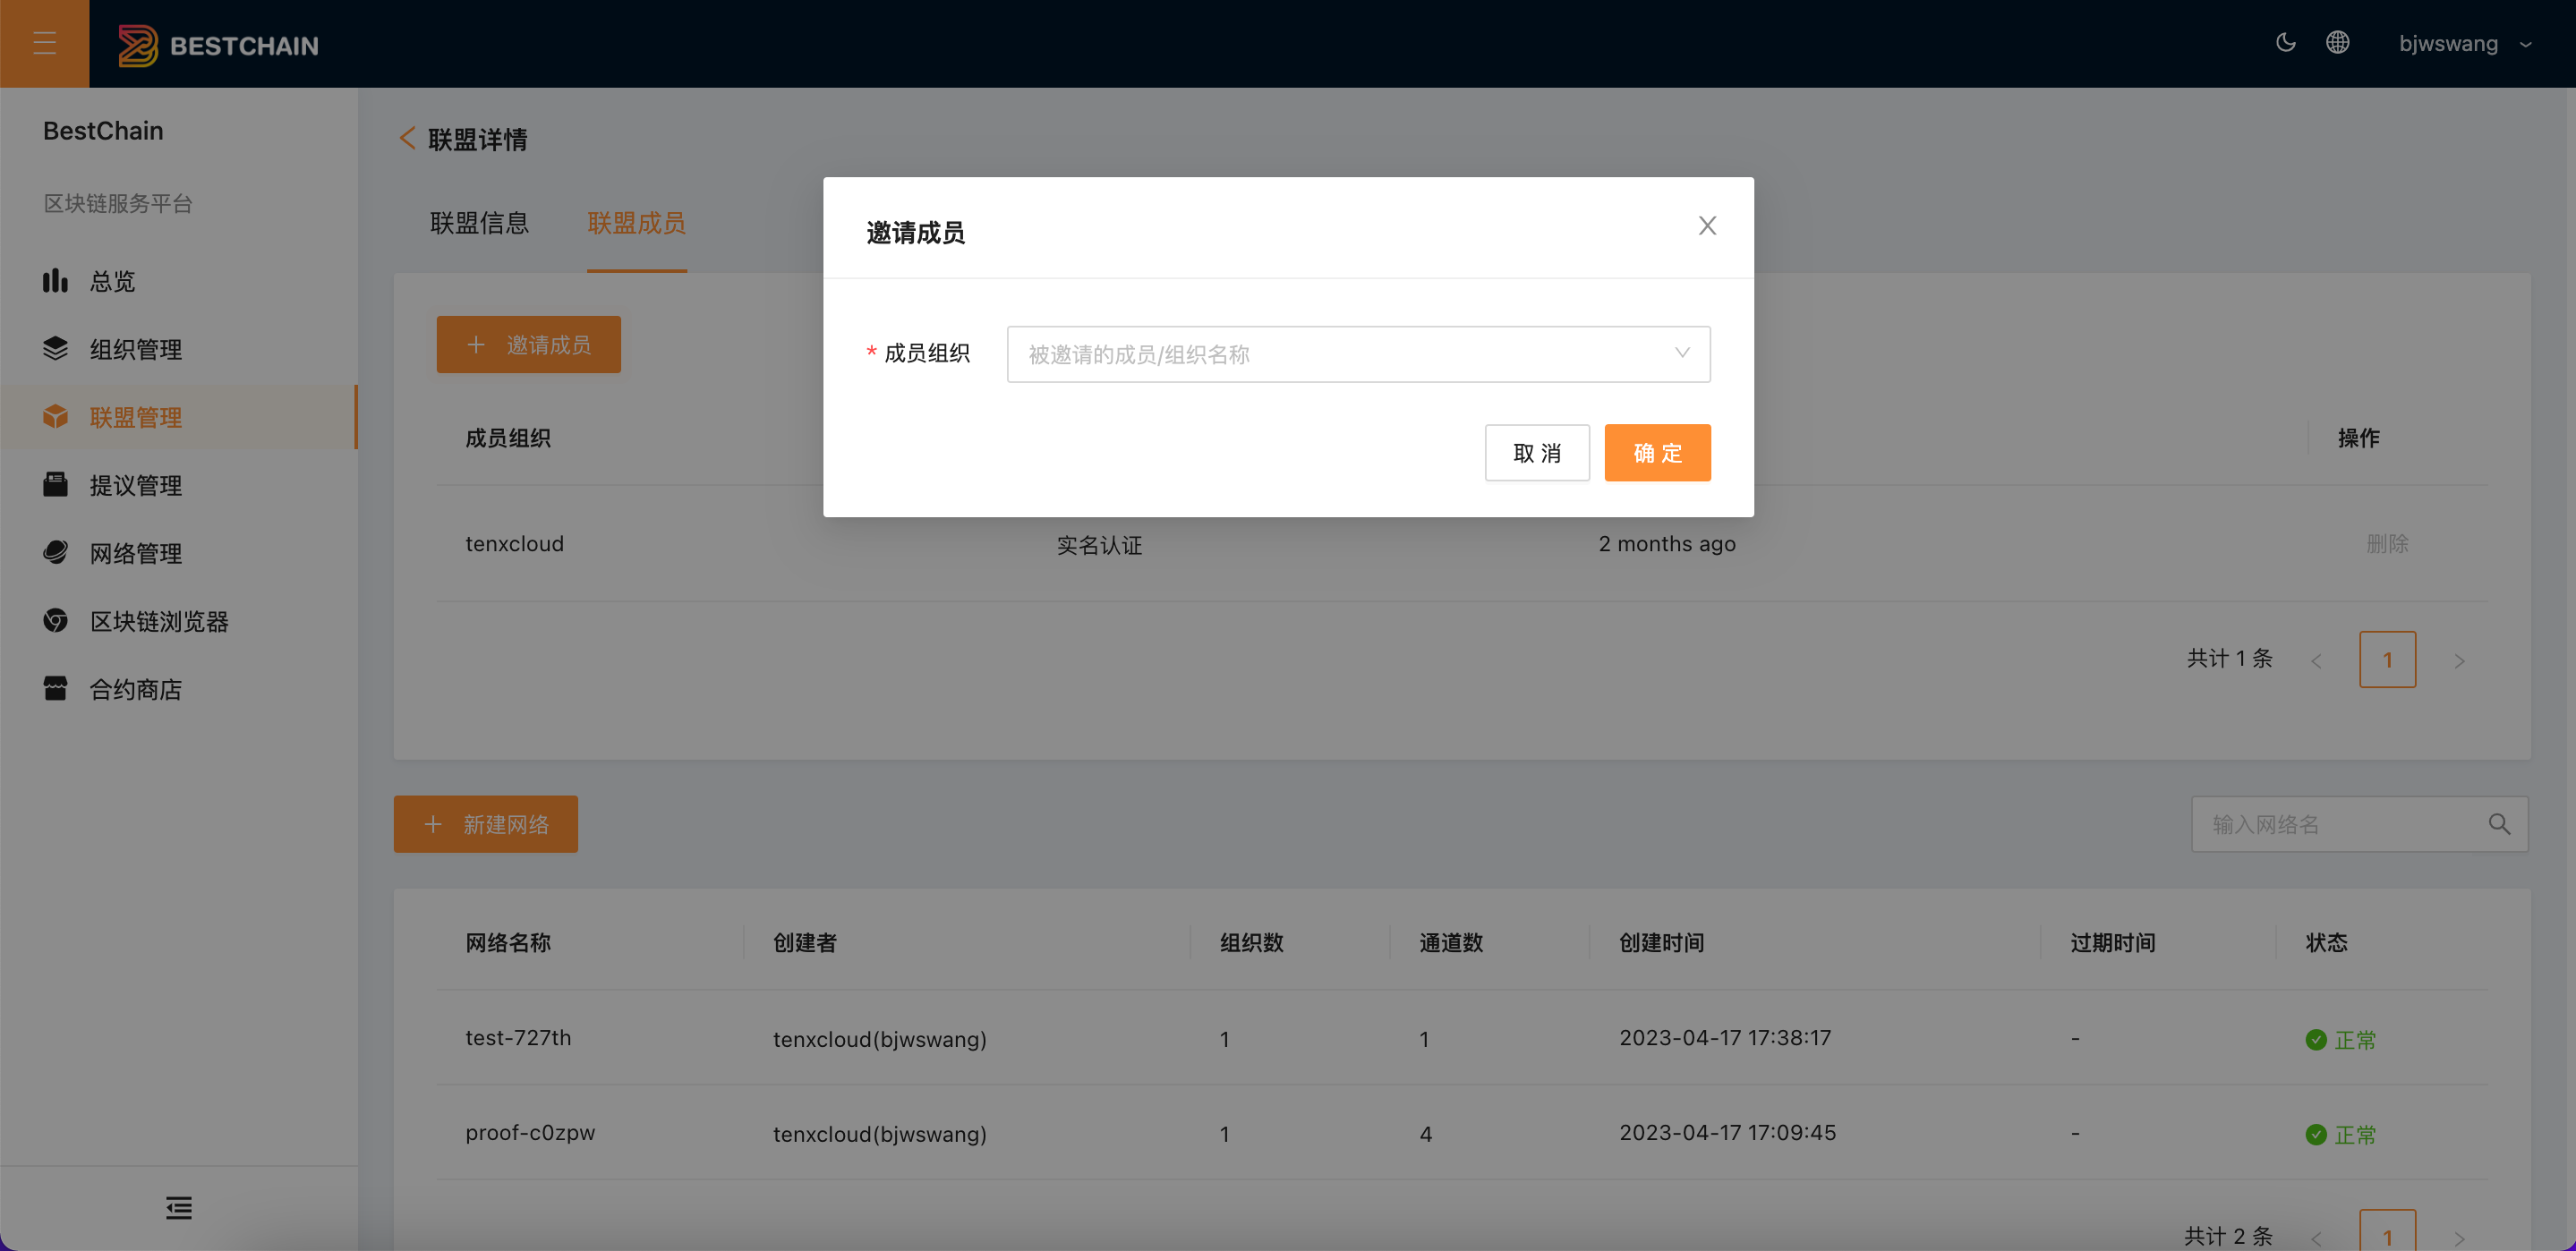 BESTCHAIN
bjwswang
BestChain
区块链服务平台
总览
组织管理
联盟管理
提议管理
网络管理
区块链浏览器
合约商店
联盟详情
联盟信息
联盟成员
邀请成员
* 成员组织
被邀请的成员/组织名称
取 消
确 定
+ 邀请成员
成员组织
操作
tenxcloud
实名认证
2 months ago
删除
共计 1 条
1
+ 新建网络
输入网络名
网络名称 创建者 组织数 通道数 创建时间 过期时间 状态
test-727th tenxcloud(bjwswang) 1 1 2023-04-17 17:38:17 - 正常
proof-c0zpw tenxcloud(bjwswang) 1 4 2023-04-17 17:09:45 - 正常
共计 2 条
1